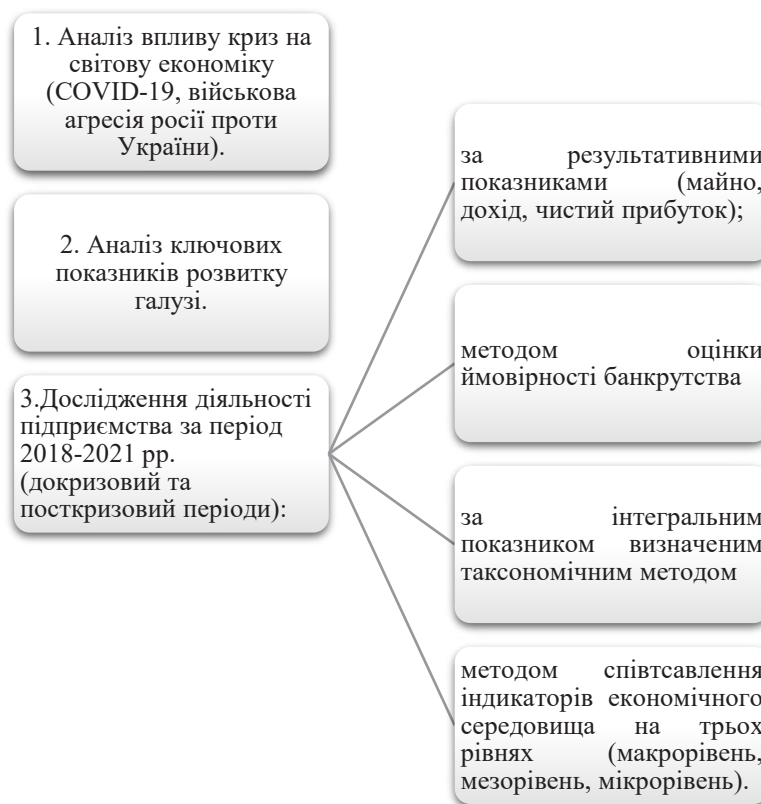 1. Аналіз впливу криз на
світову економіку
(COVID-19, військова
агресія росії проти
України).
2. Аналіз ключових
показників розвитку
галузі.
3.Дослідження діяльності
підприємства за період
2018-2021 рр.
(докризовий та
посткризовий періоди):
за результативними
показниками (майно,
дохід, чистий прибуток);
методом оцінки
ймовірності банкрутства
за інтегральним
показником визначеним
таксономічним методом
методом співтсавлення
індикаторів економічного
середовища на трьох
рівнях (макрорівень,
мезорівень, мікрорівень).